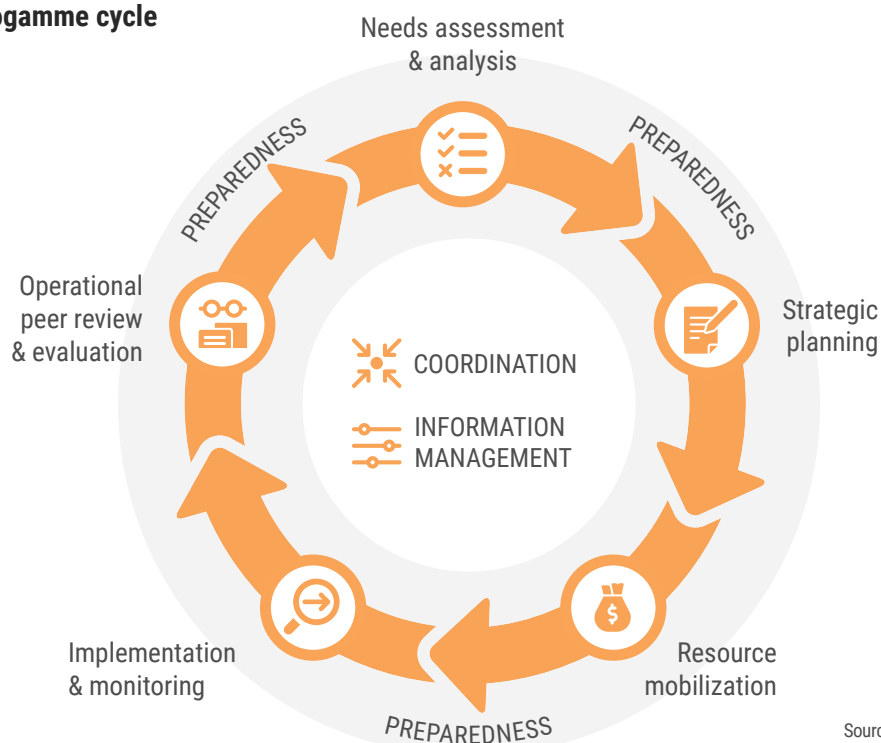 ogamme cycle
Needs assessment
& analysis
PREPAREDNESS
PREPAREDNESS
Operational
peer review
& evaluation
Strategic
planning
COORDINATION
INFORMATION
MANAGEMENT
$
Implementation
& monitoring
Resource
mobilization
PREPAREDNESS
Sourc